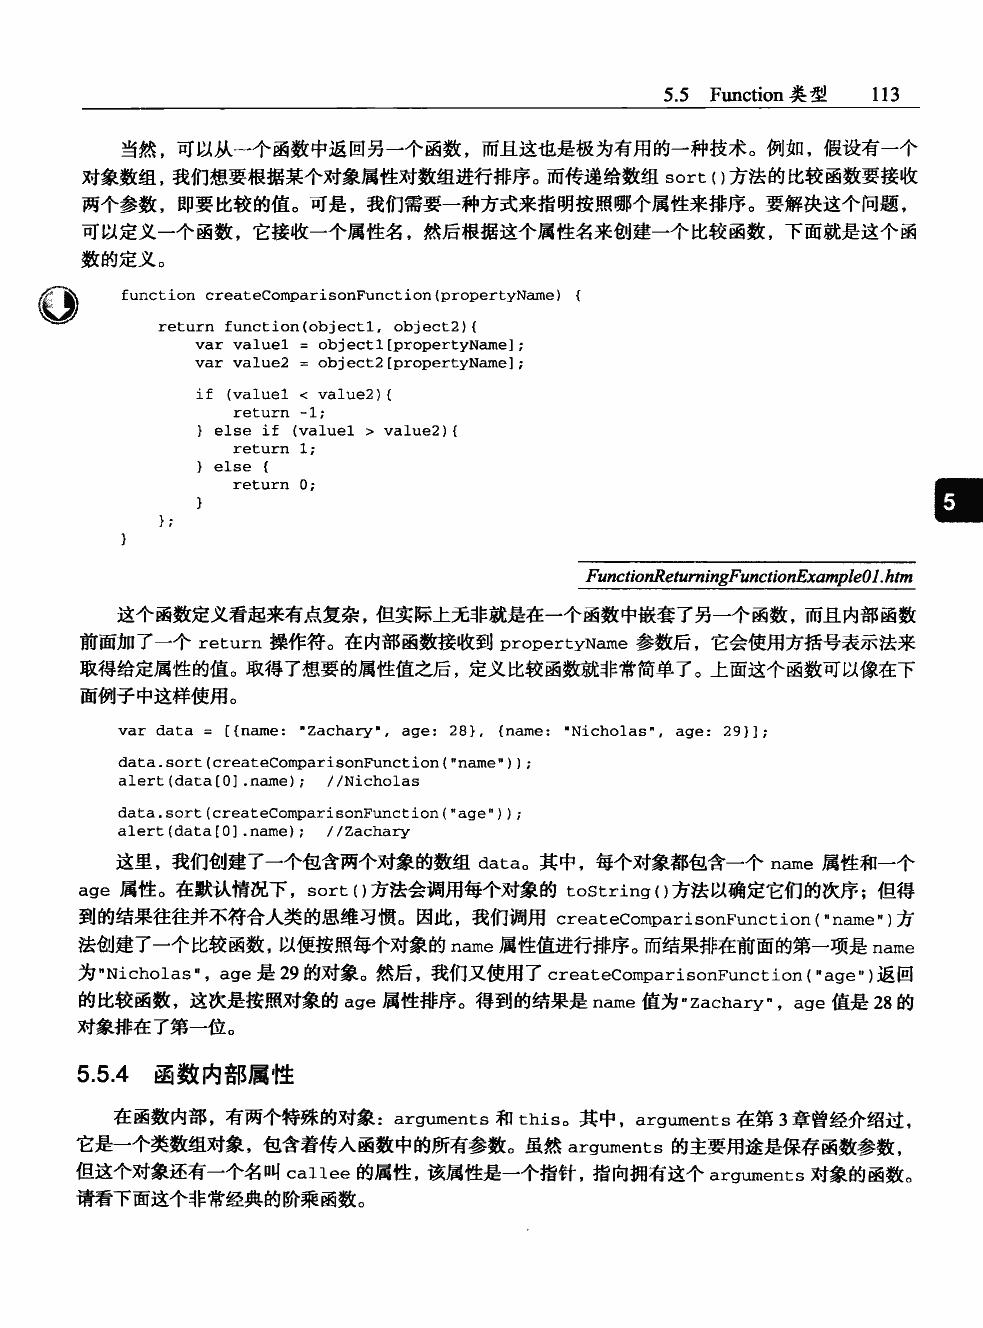 5.5 Function 类型 113
当然，可以从一个函数中返回另一个函数，而且这也是极为有用的一种技术。例如，假设有一个
对象数组，我们想要根据某个对象属性对数组进行排序。而传递给数组 sort()方法的比较函数要接收
两个参数，即要比较的值。可是，我们需要一种方式来指明按照哪个属性来排序。要解决这个问题，
可以定义一个函数，它接收一个属性名，然后根据这个属性名来创建一个比较函数，下面就是这个函
数的定义。
function createComparisonFunction(propertyName) {
return function(object1, object2){
var value1 = object1[propertyName];
var value2 = object2[propertyName];
if (value1 < value2){
return -1;
} else if (value1 > value2){
return 1;
} else {
return 0;
}
};
}
5
FunctionReturningFunctionExample01.htm
这个函数定义看起来有点复杂，但实际上无非就是在一个函数中嵌套了另一个函数，而且内部函数
前面加了一个 return 操作符。在内部函数接收到 propertyName 参数后，它会使用方括号表示法来
取得给定属性的值。取得了想要的属性值之后，定义比较函数就非常简单了。上面这个函数可以像在下
面例子中这样使用。
var data = [{name: "Zachary", age: 28}, {name: "Nicholas", age: 29}];
data.sort(createComparisonFunction("name"));
alert(data[0].name); //Nicholas
data.sort(createComparisonFunction("age"));
alert(data[0].name); //Zachary
这里，我们创建了一个包含两个对象的数组 data。其中，每个对象都包含一个 name 属性和一个
age 属性。在默认情况下，sort()方法会调用每个对象的 toString()方法以确定它们的次序；但得
到的结果往往并不符合人类的思维习惯。因此，我们调用 createComparisonFunction("name")方
法创建了一个比较函数，以便按照每个对象的 name 属性值进行排序。而结果排在前面的第一项是 name
为"Nicholas"，age 是 29 的对象。然后，我们又使用了 createComparisonFunction("age")返回
的比较函数，这次是按照对象的 age 属性排序。得到的结果是 name 值为"Zachary"，age 值是 28 的
对象排在了第一位。
5.5.4 函数内部属性
在函数内部，有两个特殊的对象：arguments 和 this。其中，arguments 在第 3 章曾经介绍过，
它是一个类数组对象，包含着传入函数中的所有参数。虽然 arguments 的主要用途是保存函数参数，
但这个对象还有一个名叫 callee 的属性，该属性是一个指针，指向拥有这个 arguments 对象的函数。
请看下面这个非常经典的阶乘函数。